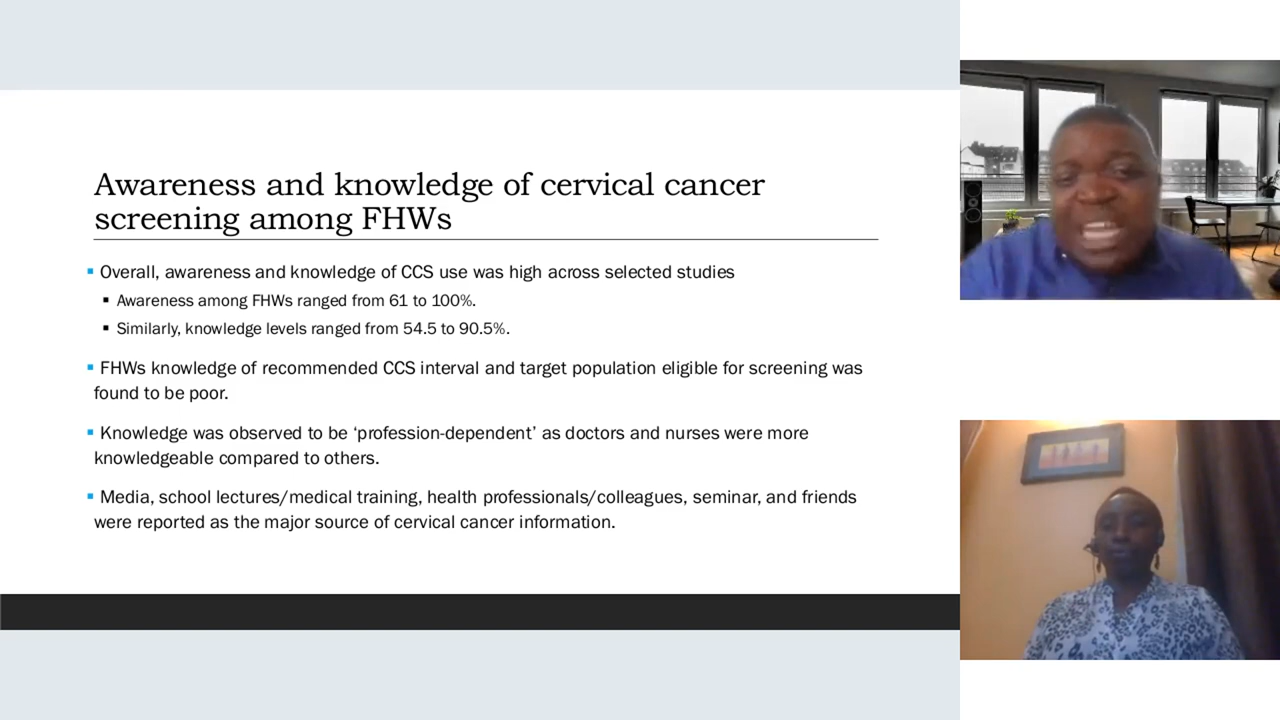 Awareness and knowledge of cervical cancer
screening among FHWs
▪ Overall, awareness and knowledge of CCS use was high across selected studies
▪ Awareness among FHWs ranged from 61 to 100%.
▪ Similarly, knowledge levels ranged from 54.5 to 90.5%.
▪ FHWs knowledge of recommended CCS interval and target population eligible for screening was
found to be poor.
▪ Knowledge was observed to be ‘profession-dependent’ as doctors and nurses were more
knowledgeable compared to others.
▪ Media, school lectures/medical training, health professionals/colleagues, seminar, and friends
were reported as the major source of cervical cancer information.